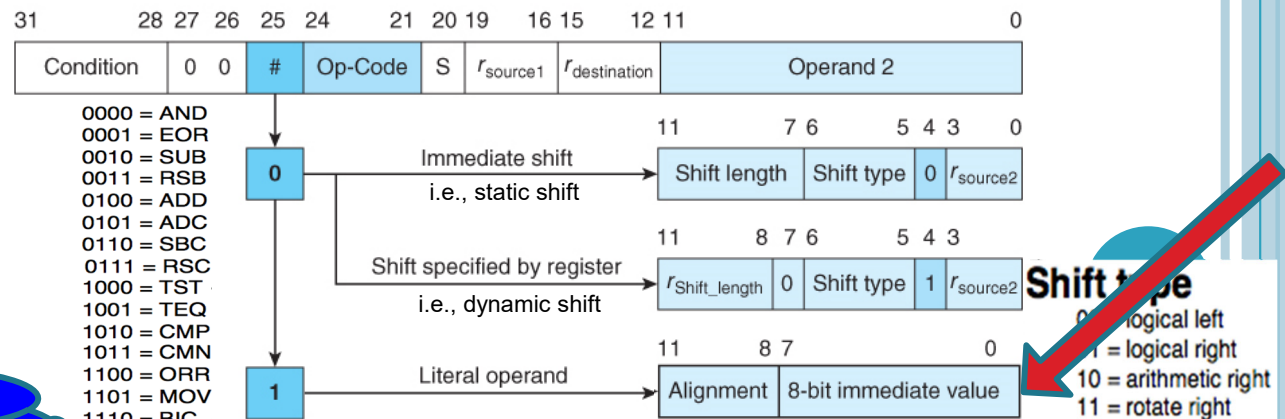 31 28 27 26 25 24 21 20 19 16 15 12 11 0
Condition 0 0 # Op-Code S rsource1 rdestination Operand 2
0000 = AND
0001 = EOR
0010 = SUB
0011 = RSB
0100 = ADD
0101 = ADC
0110 = SBC
0111 = RSC
1000 = TST
1001 = TEQ
1010 = CMP
1011 = CMN
1100 = ORR
1101 = MOV
1110 = BIC
0
Immediate shift
i.e., static shift
11 7 6 5 4 3 0
Shift length Shift type 0 rsource2
Shift specified by register
i.e., dynamic shift
11 8 7 6 5 4 3
rShift_length 0 Shift type 1 rsource2
1
Literal operand
11 8 7 0
Alignment 8-bit immediate value
Shift
logical left
= logical right
10 = arithmetic right
11 = rotate right